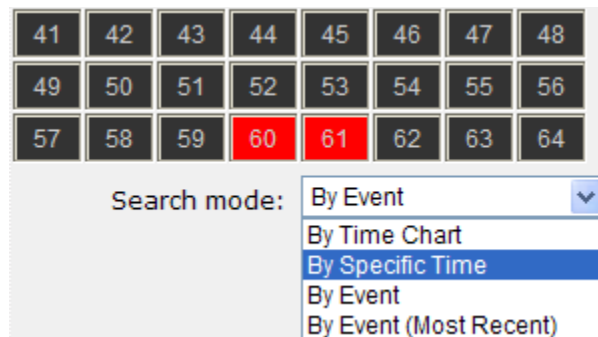 41 42 43 44 45 46 47 48
49 50 51 52 53 54 55 56
57 58 59 60 61 62 63 64
Search mode: By Event
By Time Chart
By Specific Time
By Event
By Event (Most Recent)